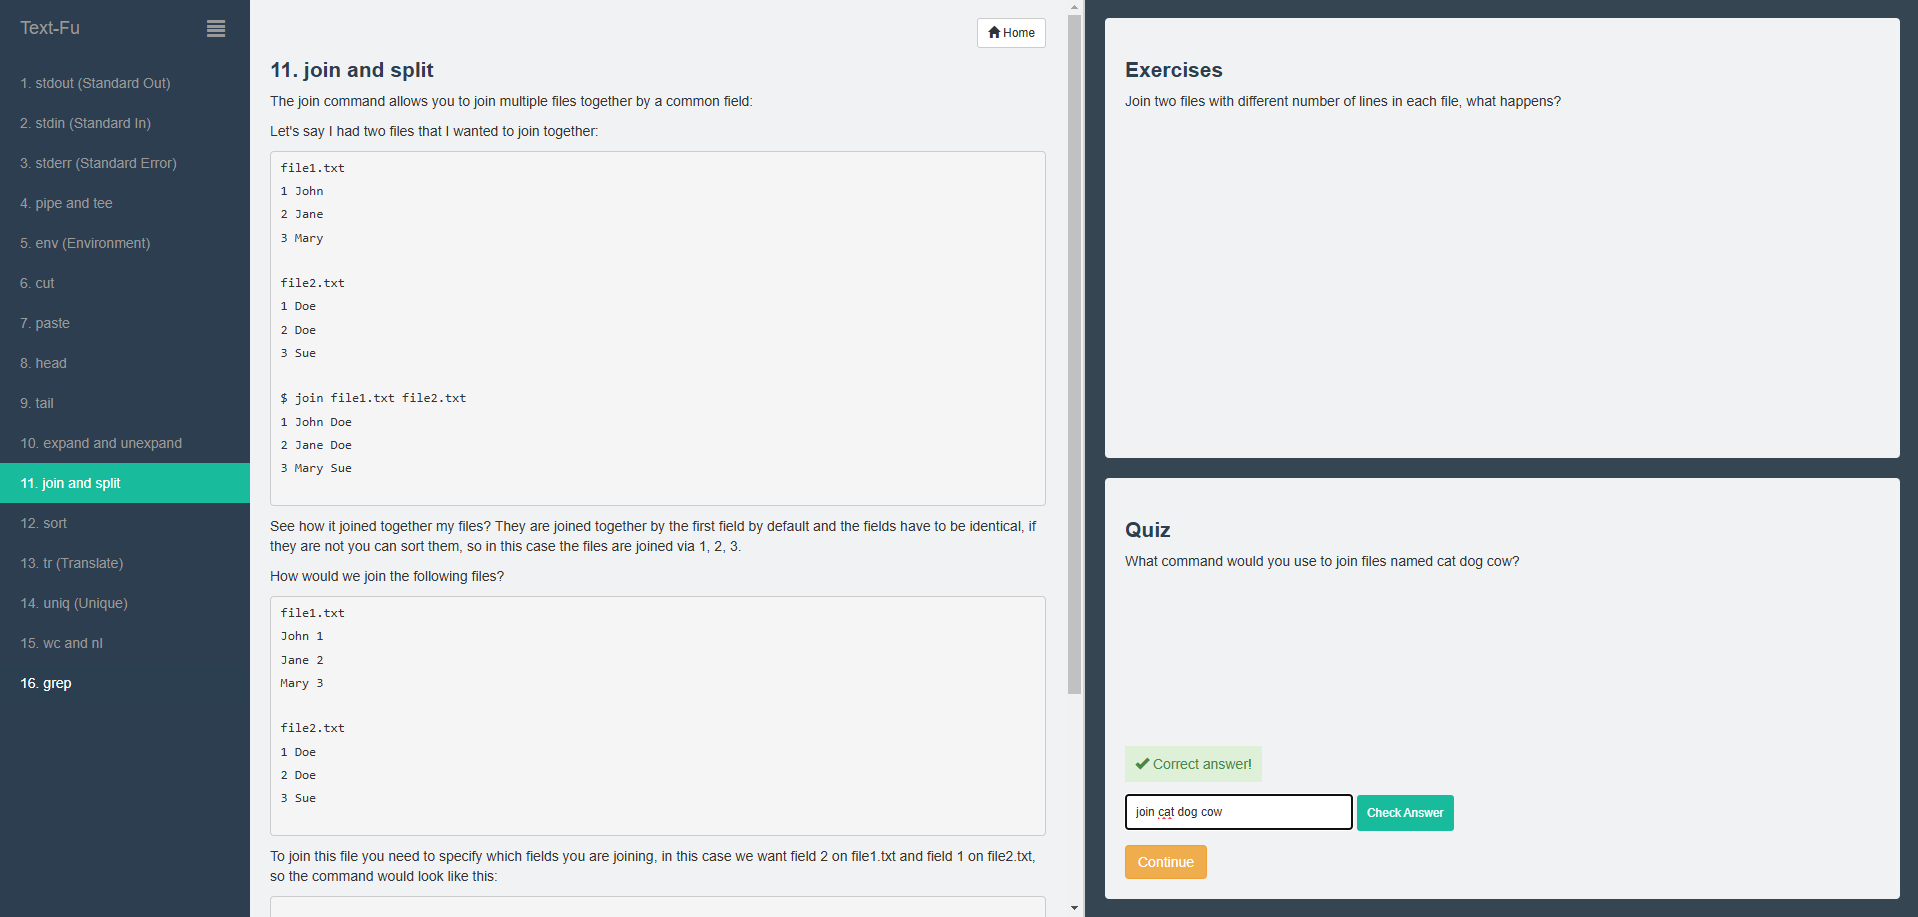 Text-Fu
1. stdout (Standard Out)
2. stdin (Standard In)
3. stderr (Standard Error)
4. pipe and tee
5. env (Environment)
6. cut
7. paste
8. head
9. tail
10. expand and unexpand
11. join and split
12. sort
13. tr (Translate)
14. uniq (Unique)
15. wc and nl
16. grep
Home
11. join and split
The join command allows you to join multiple files together by a common field:
Let's say I had two files that I wanted to join together:
file1.txt
1 John
2 Jane
3 Mary
file2.txt
1 Doe
2 Doe
3 Sue
$ join file1.txt file2.txt
1 John Doe
2 Jane Doe
3 Mary Sue
See how it joined together my files? They are joined together by the first field by default and the fields have to be identical, if
they are not you can sort them, so in this case the files are joined via 1, 2, 3.
How would we join the following files?
file1.txt
John 1
Jane 2
Mary 3
file2.txt
1 Doe
2 Doe
3 Sue
To join this file you need to specify which fields you are joining, in this case we want field 2 on file1.txt and field 1 on file2.txt,
so the command would look like this:
Exercises
Join two files with different number of lines in each file, what happens?
Quiz
What command would you use to join files named cat dog cow?
Correct answer!
join cat dog cow
Check Answer
Continue